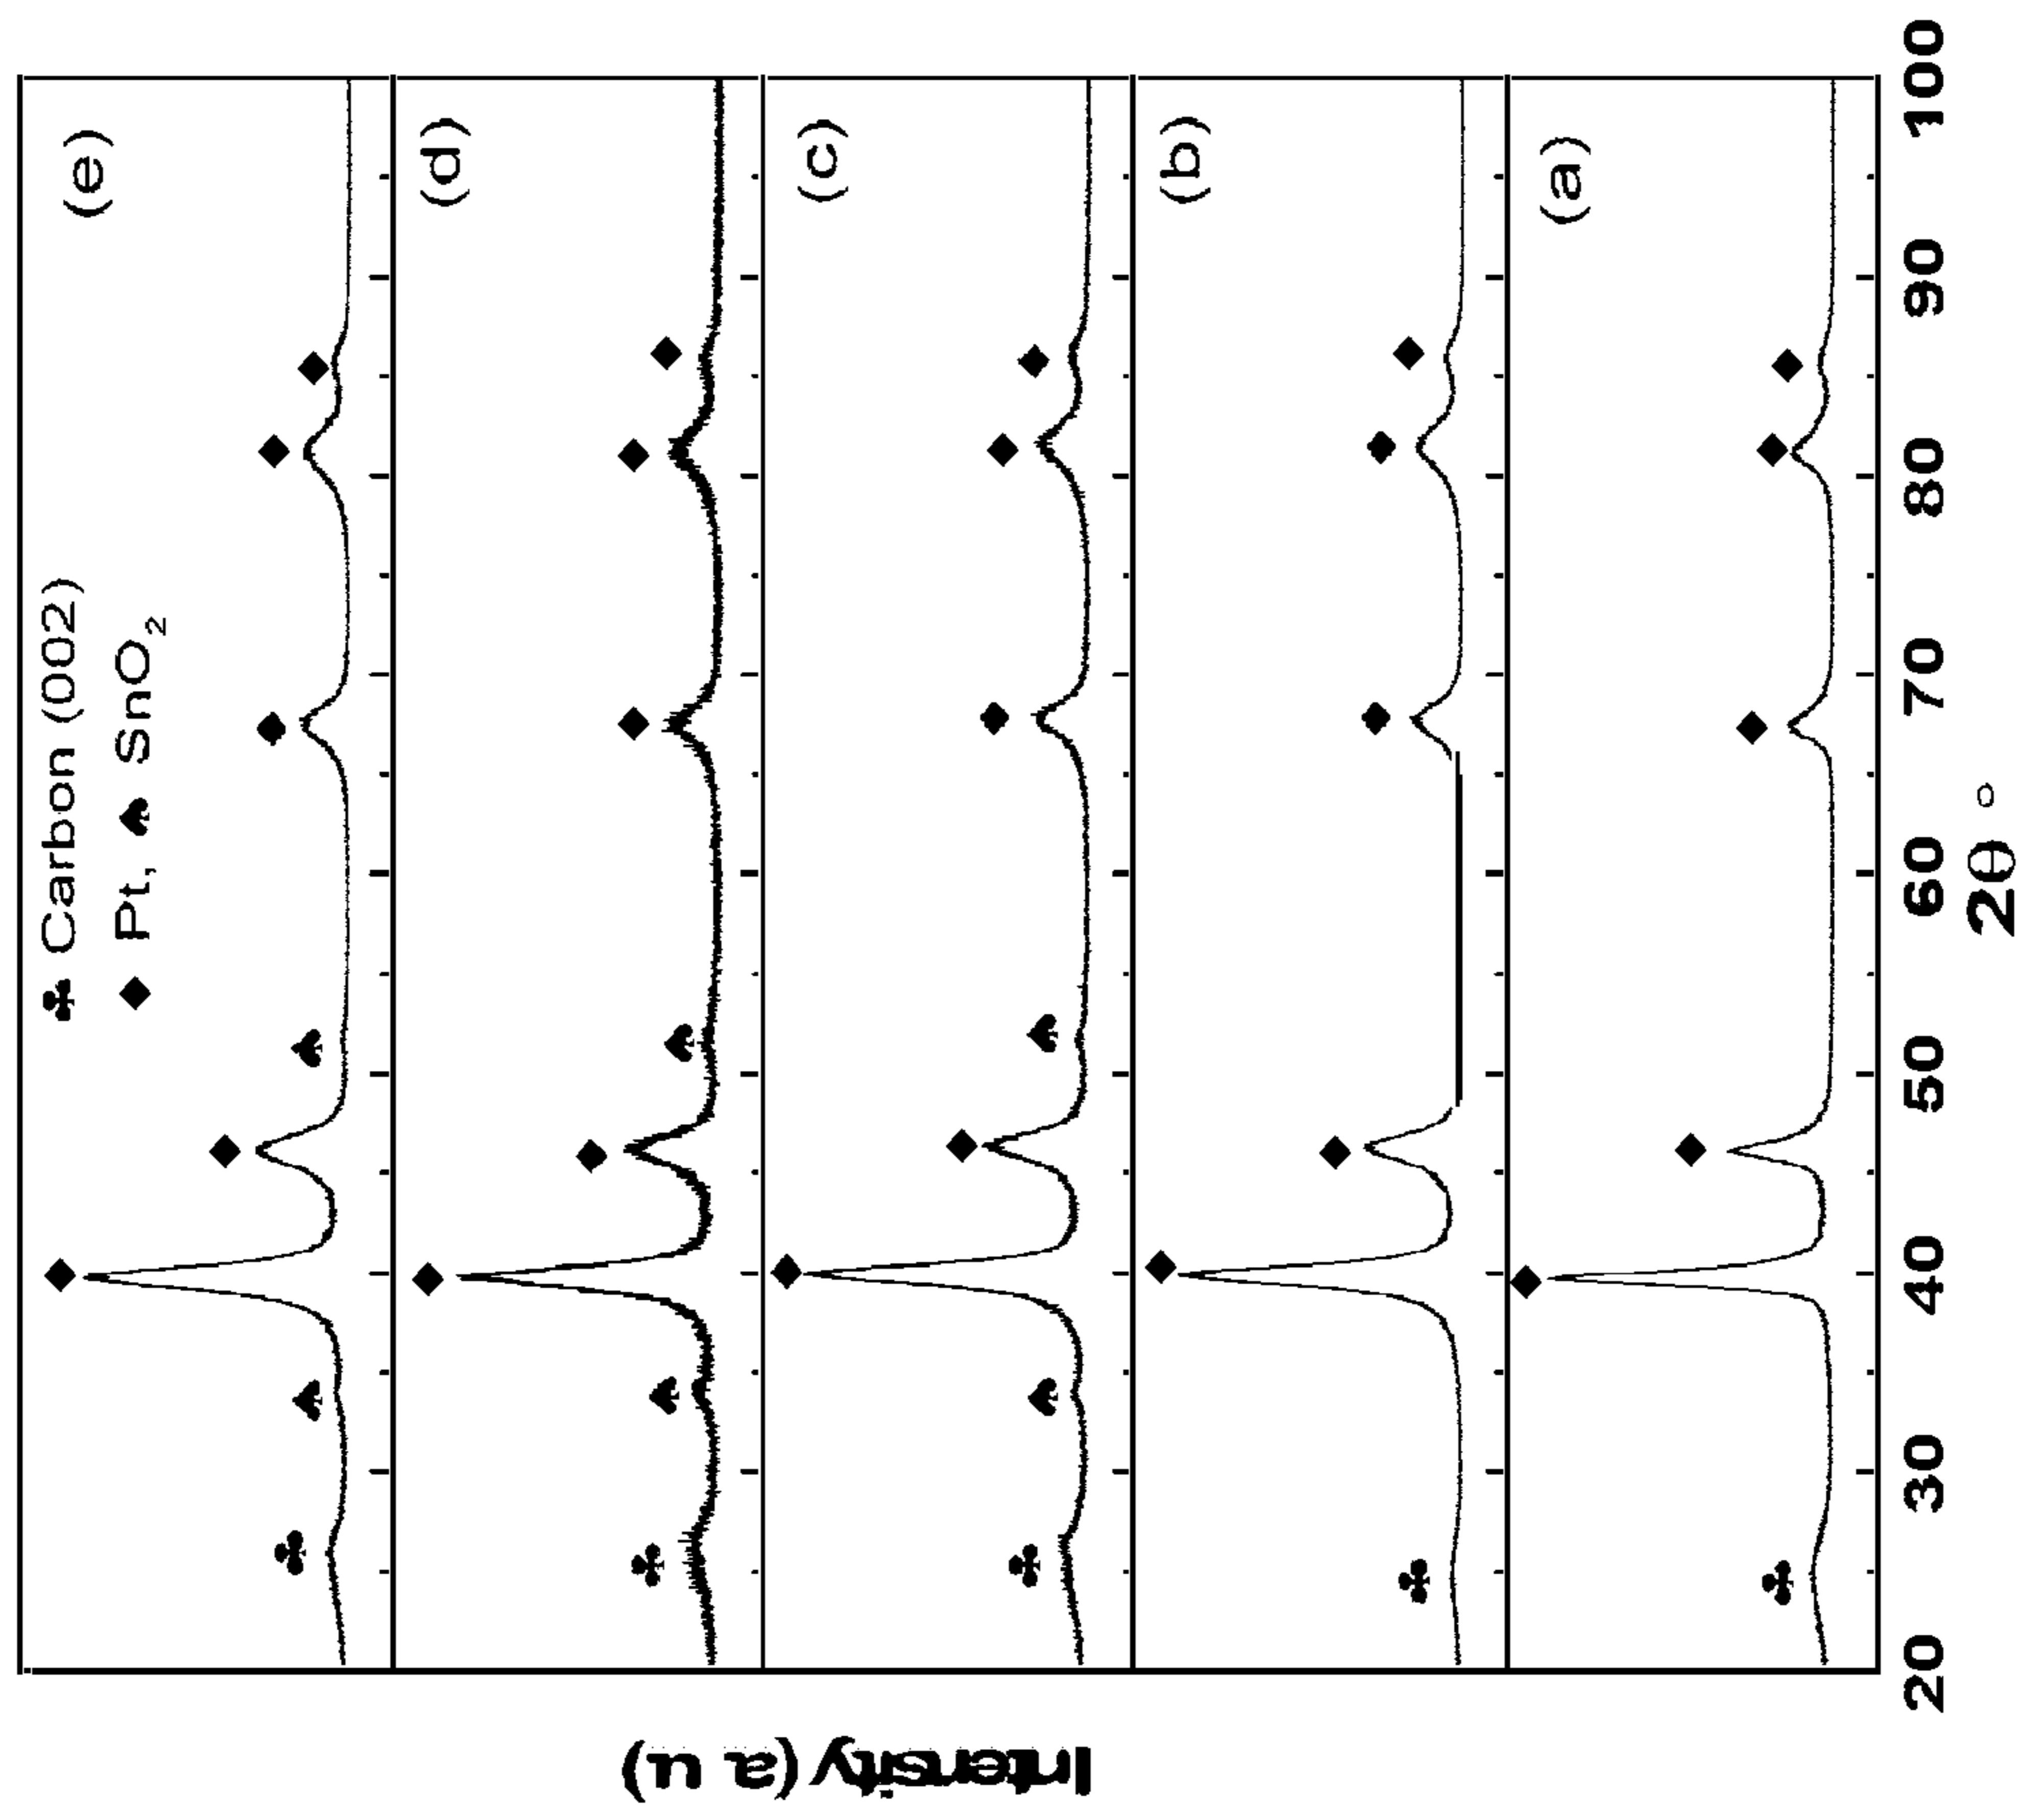 ♣ Carbon (002)
◆ Pt, ♠ SnO₂
(e)
(d)
(c)
(b)
(a)
Intensity (a u)
20 30 40 50 60 70 80 90 100
2θ °